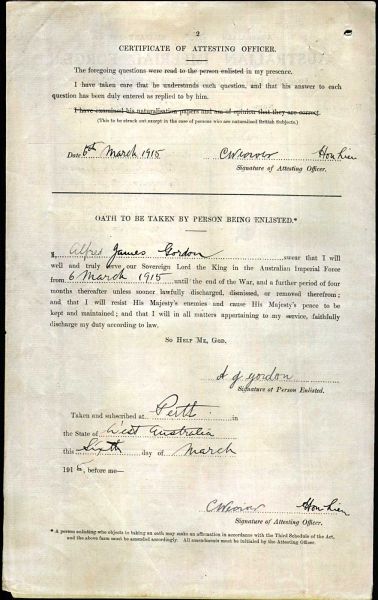 2
CERTIFICATE OF ATTESTING OFFICER.
The foregoing questions were read to the person enlisted in my presence.
I have taken care that he understands each question, and that his answer to each
question has been duly entered as replied to by him.
I have examined his naturalisation papers and am of opinion that they are correct.
(This to be struck out except in the case of persons who are naturalized British Subjects.)
Date 6th March 1915
Signature of Attesting Officer.
OATH TO BE TAKEN BY PERSON BEING ENLISTED.*
I, Alfred James Gordon swear that I will
well and truly serve our Sovereign Lord the King in the Australian Imperial Force
from 6 March 1915 until the end of the War, and a further period of four
months thereafter unless sooner lawfully discharged, dismissed, or removed therefrom;
and that I will resist His Majesty's enemies and cause His Majesty's peace to be
kept and maintained; and that I will in all matters appertaining to my service, faithfully
discharge my duty according to law.
SO HELP ME, GOD.
A J Gordon
Signature of Person Enlisted.
Taken and subscribed at Perth in
the State of West Australia
this Sixth day of March
191 , before me—
Signature of Attesting Officer.
* A person enlisting who objects to taking an oath may make an affirmation in accordance with the Third Schedule of the Act,
and the above form must be amended accordingly. All amendments must be initialed by the Attesting Officer.